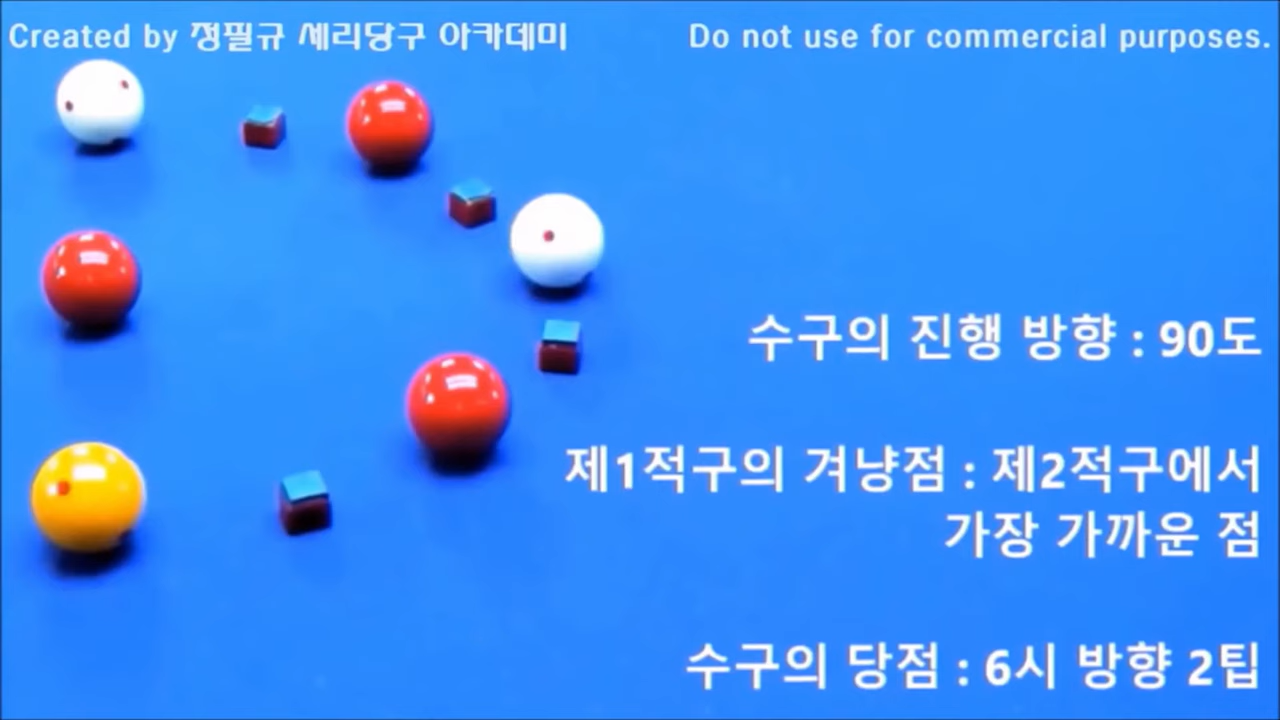 Created by 정필규 세리당구 아카데미
Do not use for commercial purposes.
수구의 진행 방향 : 90도
제1적구의 겨냥점 : 제2적구에서
가장 가까운 점
수구의 당점 : 6시 방향 2팁